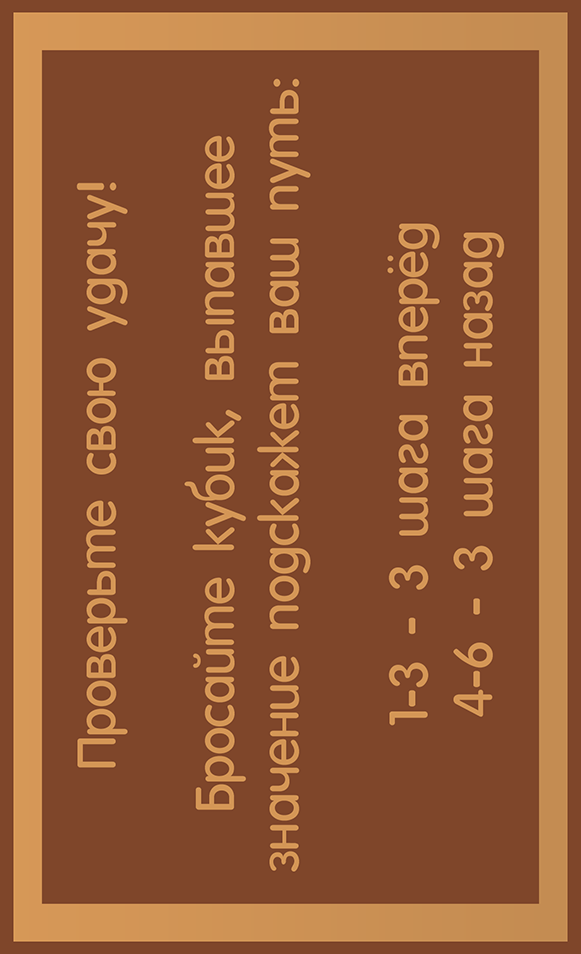 Проверьте свою удачу!
Бросайте кубик, выпавшее
значение подскажет ваш путь:
1-3 - 3 шага вперёд
4-6 - 3 шага назад